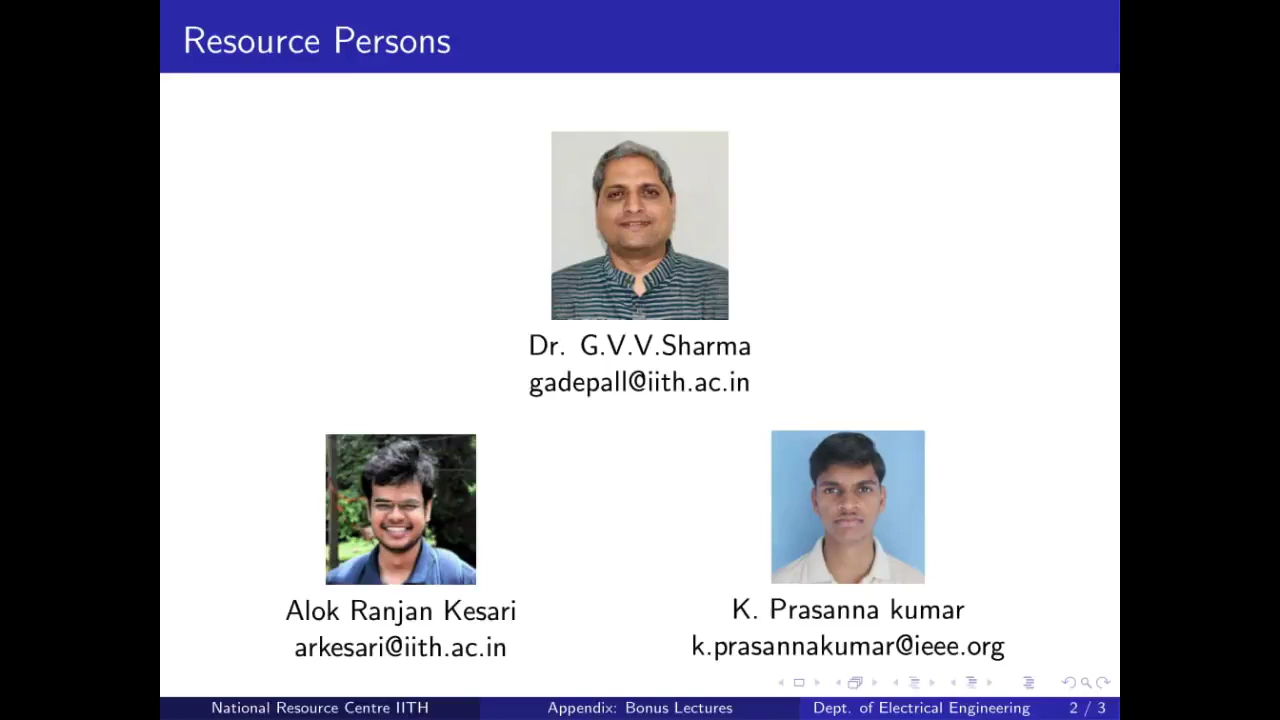 Resource Persons
Dr. G.V.V.Sharma
gadepall@iith.ac.in
Alok Ranjan Kesari
arkesari@iith.ac.in
K. Prasanna kumar
k.prasannakumar@ieee.org
National Resource Centre IITH
Appendix: Bonus Lectures
Dept. of Electrical Engineering
2 / 3